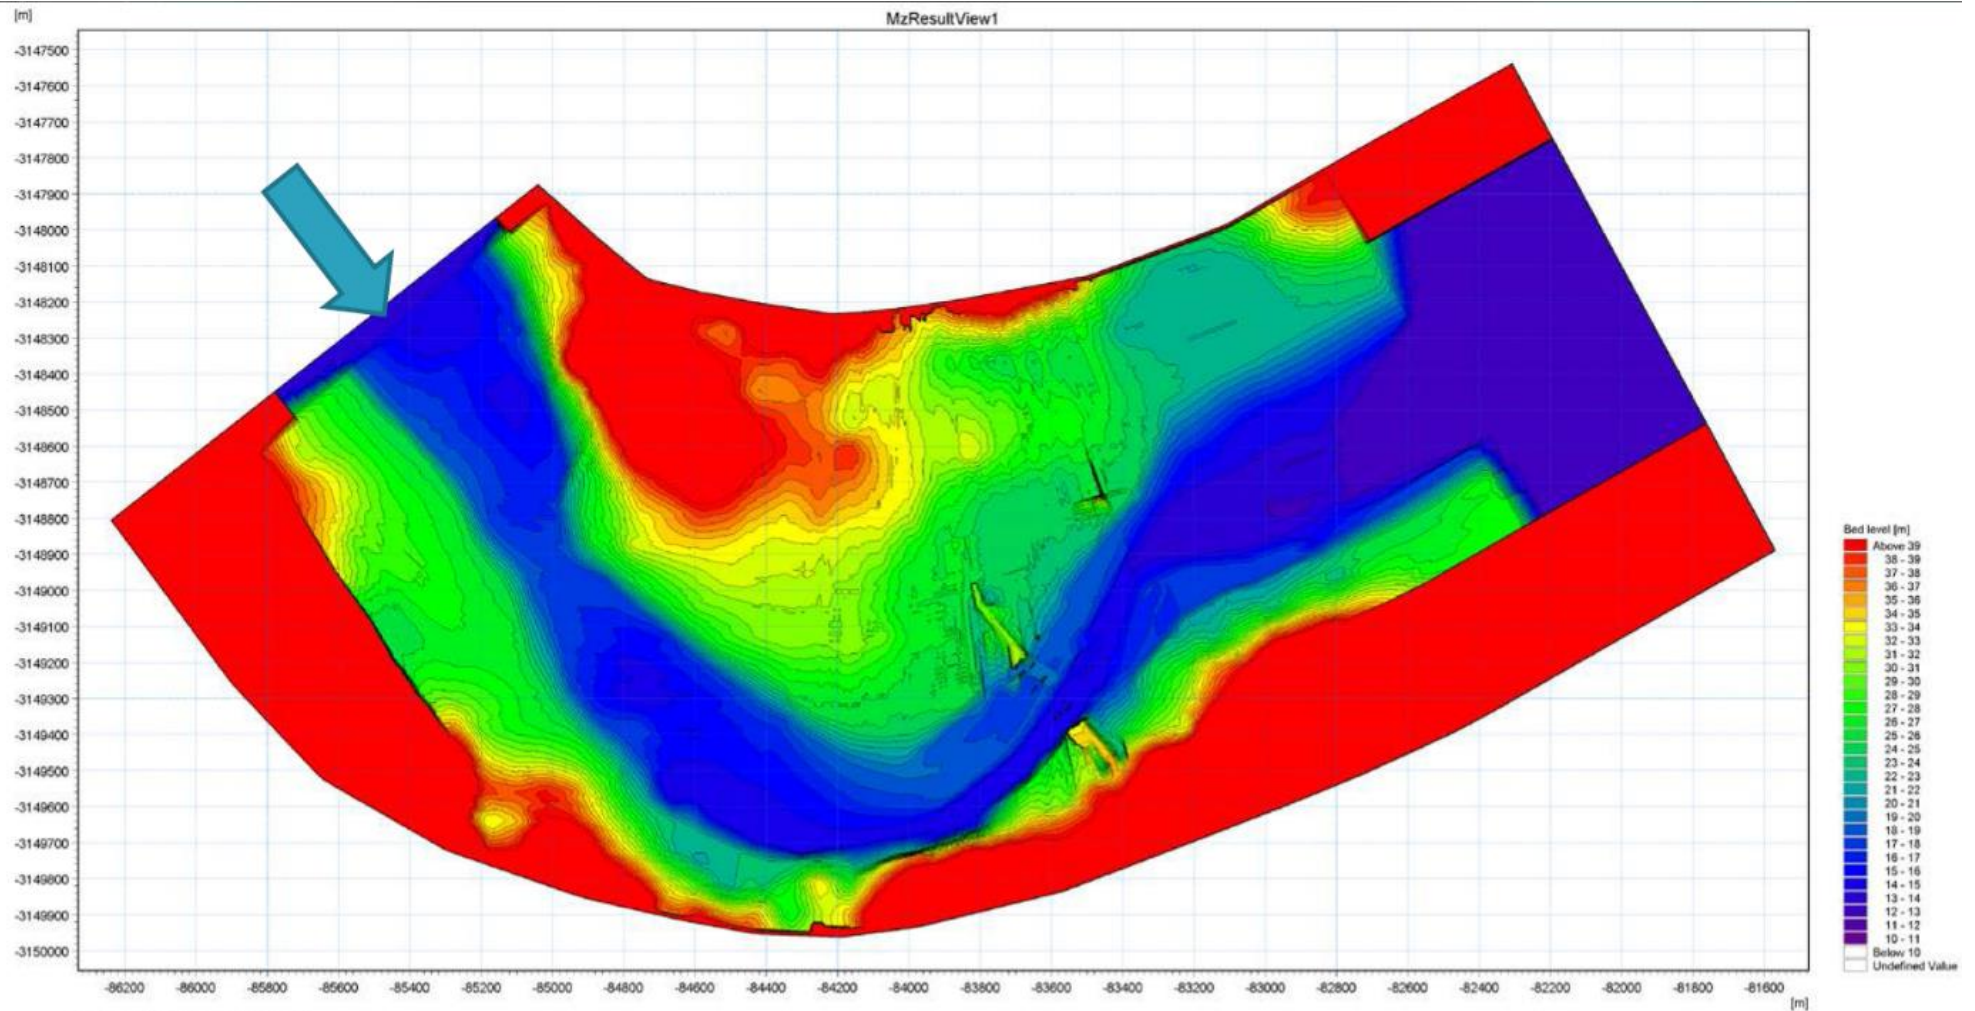 [m]
MzResultView1
-3147500
-3147600
-3147700
-3147800
-3147900
-3148000
-3148100
-3148200
-3148300
-3148400
-3148500
-3148600
-3148700
-3148800
-3148900
-3149000
-3149100
-3149200
-3149300
-3149400
-3149500
-3149600
-3149700
-3149800
-3149900
-3150000
Bed level [m]
Above 39
38 - 39
37 - 38
36 - 37
35 - 36
34 - 35
33 - 34
32 - 33
31 - 32
30 - 31
29 - 30
28 - 29
27 - 28
26 - 27
25 - 26
24 - 25
23 - 24
22 - 23
21 - 22
20 - 21
19 - 20
18 - 19
17 - 18
16 - 17
15 - 16
14 - 15
13 - 14
12 - 13
11 - 12
10 - 11
Below 10
Undefined Value
-86200 -86000 -85800 -85600 -85400 -85200 -85000 -84800 -84600 -84400 -84200 -84000 -83800 -83600 -83400 -83200 -83000 -82800 -82600 -82400 -82200 -82000 -81800 -81600
[m]